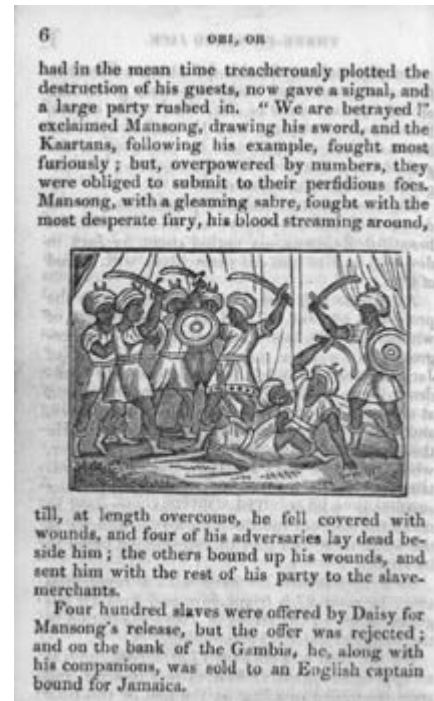 6
OBI, OR
had in the mean time treacherously plotted the
destruction of his guests, now gave a signal, and
a large party rushed in. "We are betrayed!"
exclaimed Mansong, drawing his sword, and the
Kaartans, following his example, fought most
furiously; but, overpowered by numbers, they
were obliged to submit to their perfidious foes.
Mansong, with a gleaming sabre, fought with the
most desperate fury, his blood streaming around,
till, at length overcome, he fell covered with
wounds, and four of his adversaries lay dead be-
side him; the others bound up his wounds, and
sent him with the rest of his party to the slave-
merchants.
Four hundred slaves were offered by Daisy for
Mansong's release, but the offer was rejected;
and on the bank of the Gambia, he, along with
his companions, was sold to an English captain
bound for Jamaica.